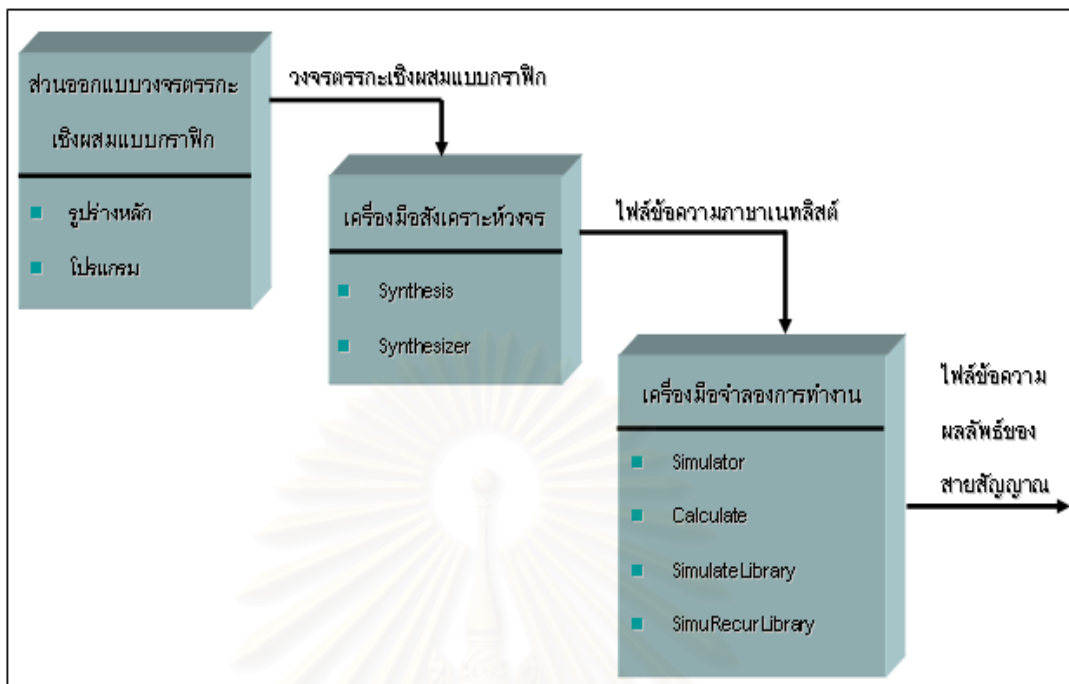 ส่วนออกแบบวงจรตรรกะ
เชิงผสมแบบกราฟิก
รูปร่างหลัก
โปรแกรม
วงจรตรรกะเชิงผสมแบบกราฟิก
เครื่องมือสังเคราะห์วงจร
Synthesis
Synthesizer
ไฟล์ข้อความภาษาเนทลิสต์
เครื่องมือจำลองการทำงาน
Simulator
Calculate
SimulateLibrary
SimuRecurLibrary
ไฟล์ข้อความ
ผลลัพธ์ของ
สายสัญญาณ